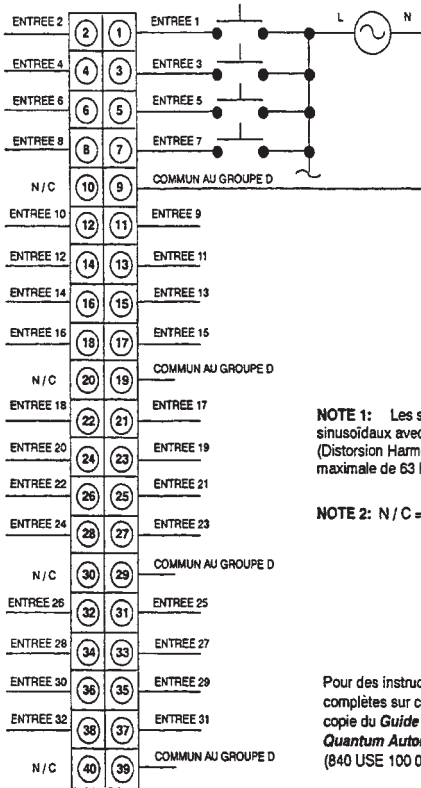 ENTREE 2 2 1 ENTREE 1 L N
ENTREE 4 4 3 ENTREE 3
ENTREE 6 6 5 ENTREE 5
ENTREE 8 8 7 ENTREE 7
N/C 10 9 COMMUN AU GROUPE D
ENTREE 10 12 11 ENTREE 9
ENTREE 12 14 13 ENTREE 11
ENTREE 14 16 15 ENTREE 13
ENTREE 16 18 17 ENTREE 15
N/C 20 19 COMMUN AU GROUPE D
ENTREE 18 22 21 ENTREE 17
ENTREE 20 24 23 ENTREE 19
ENTREE 22 26 25 ENTREE 21
ENTREE 24 28 27 ENTREE 23
N/C 30 29 COMMUN AU GROUPE D
ENTREE 26 32 31 ENTREE 25
ENTREE 28 34 33 ENTREE 27
ENTREE 30 36 35 ENTREE 29
ENTREE 32 38 37 ENTREE 31
N/C 40 39 COMMUN AU GROUPE D
NOTE 1: Les
sinusoïdaux avec
(Distorsion
maximale de 63
NOTE 2: N / C =
Pour des
complètes sur
copie du Guide
Quantum
(840 USE 100